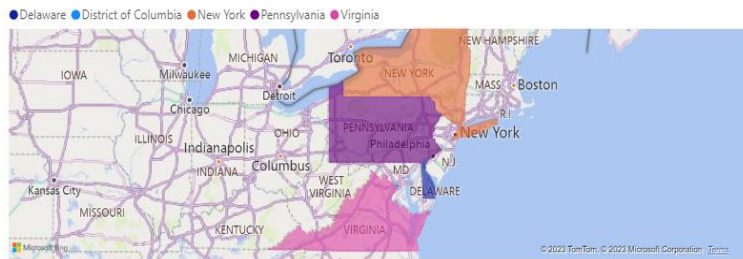 Delaware District of Columbia New York Pennsylvania Virginia
NEW HAMPSHIRE
MICHIGAN Toronto
IOWA Milwaukee NEW YORK
Detroit MASS Boston
Chicago R.I.
PENNSYLVANIA New York
ILLINOIS OHIO Philadelphia
Indianapolis N.J.
INDIANA Columbus MD
Kansas City WEST VIRGINIA DELAWARE
MISSOURI
KENTUCKY VIRGINIA
Microsoft Bing © 2023 TomTom, © 2023 Microsoft Corporation Terms